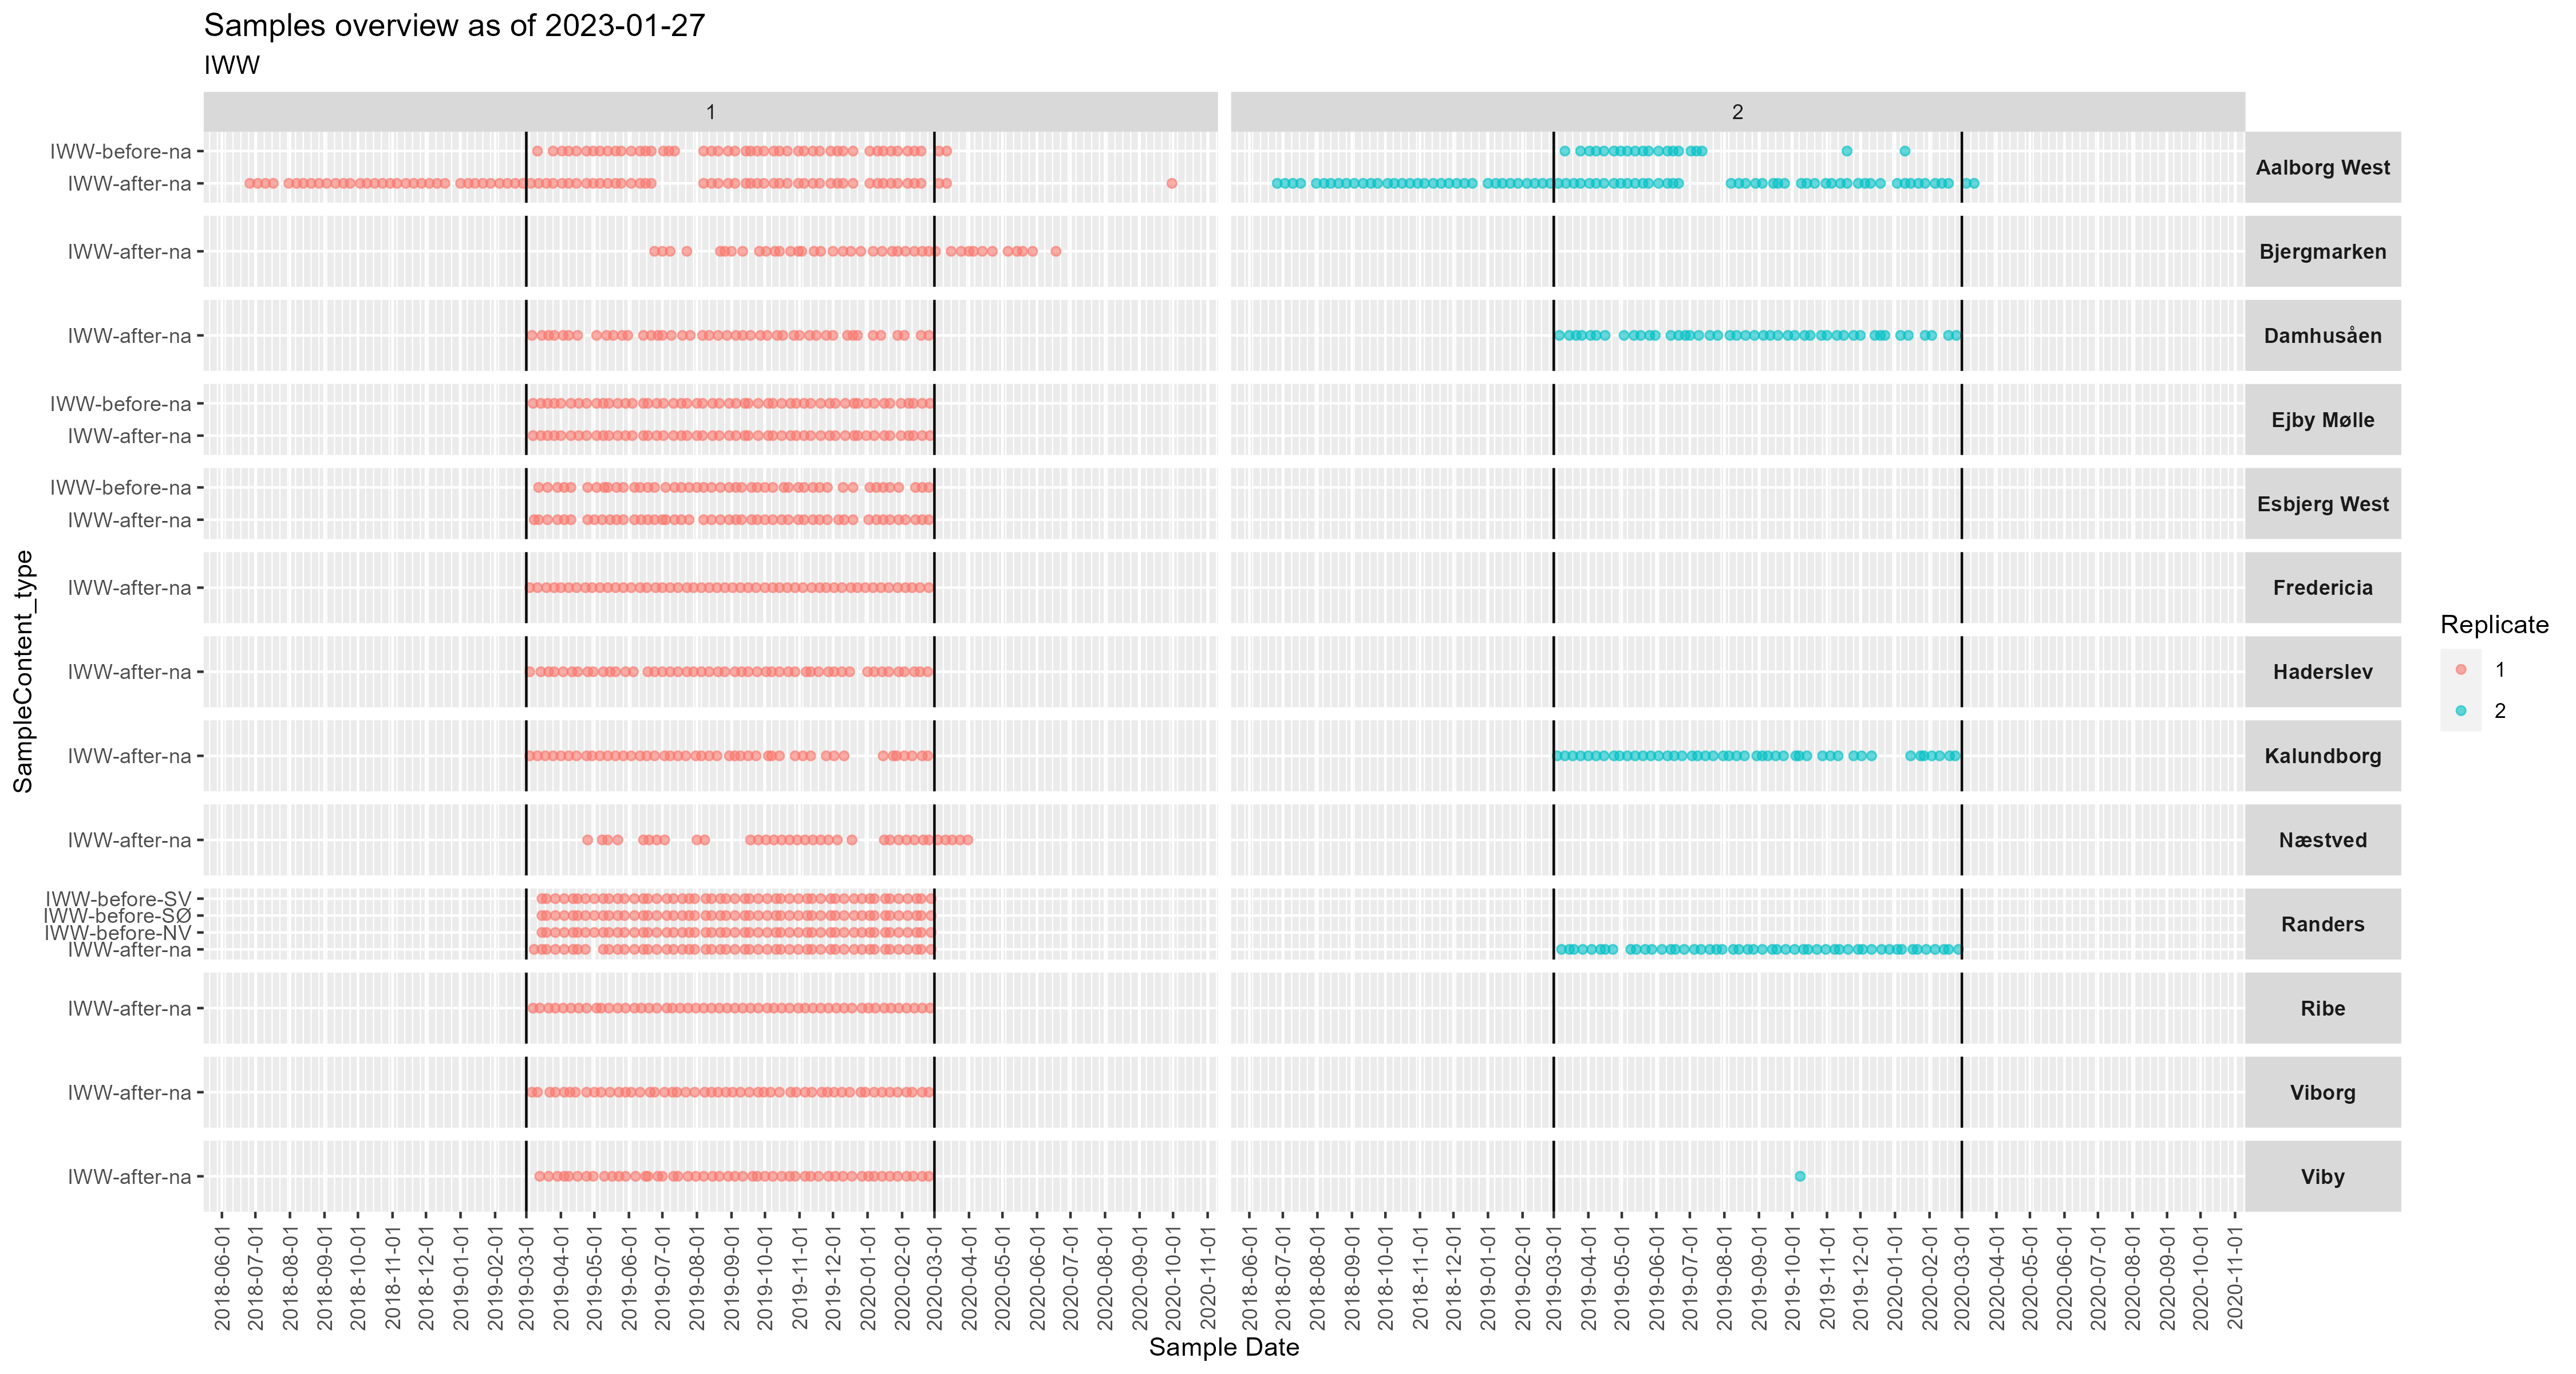 Samples overview as of 2023-01-27
IWW
1
2
IWW-before-na
IWW-after-na
Aalborg West
IWW-after-na
Bjergmarken
IWW-after-na
Damhusåen
IWW-before-na
IWW-after-na
Ejby Mølle
IWW-before-na
IWW-after-na
Esbjerg West
IWW-after-na
Fredericia
IWW-after-na
Haderslev
IWW-after-na
Kalundborg
IWW-after-na
Næstved
IWW-before-SV
IWW-before-SØ
IWW-before-NV
IWW-after-na
Randers
IWW-after-na
Ribe
IWW-after-na
Viborg
IWW-after-na
Viby
SampleContent_type
Replicate
1
2
2018-06-01
2018-07-01
2018-08-01
2018-09-01
2018-10-01
2018-11-01
2018-12-01
2019-01-01
2019-02-01
2019-03-01
2019-04-01
2019-05-01
2019-06-01
2019-07-01
2019-08-01
2019-09-01
2019-10-01
2019-11-01
2019-12-01
2020-01-01
2020-02-01
2020-03-01
2020-04-01
2020-05-01
2020-06-01
2020-07-01
2020-08-01
2020-09-01
2020-10-01
2020-11-01
2018-06-01
2018-07-01
2018-08-01
2018-09-01
2018-10-01
2018-11-01
2018-12-01
2019-01-01
2019-02-01
2019-03-01
2019-04-01
2019-05-01
2019-06-01
2019-07-01
2019-08-01
2019-09-01
2019-10-01
2019-11-01
2019-12-01
2020-01-01
2020-02-01
2020-03-01
2020-04-01
2020-05-01
2020-06-01
2020-07-01
2020-08-01
2020-09-01
2020-10-01
2020-11-01
Sample Date